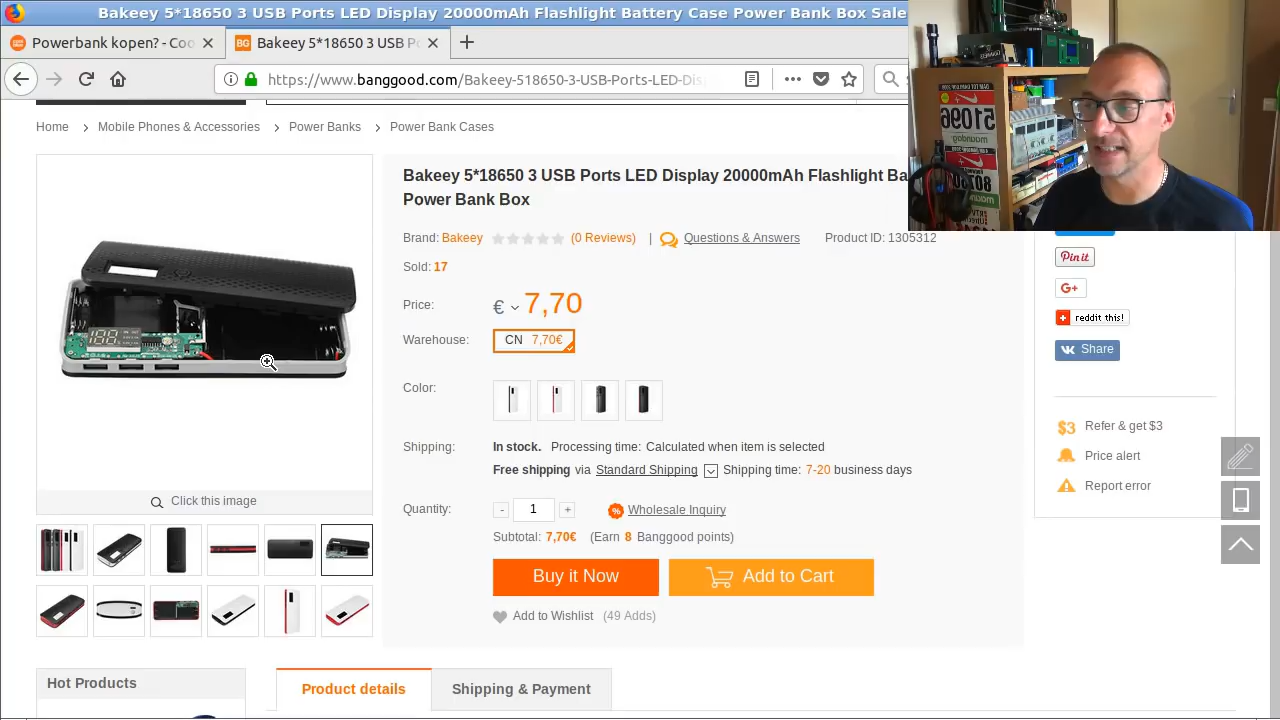 Bakeey 5*18650 3 USB Ports LED Display 20000mAh Flashlight Battery Case Power Bank Box Sale
Powerbank kopen? - Coo
BG
Bakeey 5*18650 3 USB Po
https://www.banggood.com/Bakeey-518650-3-USB-Ports-LED-Dis
Home
Mobile Phones & Accessories
Power Banks
Power Bank Cases
Bakeey 5*18650 3 USB Ports LED Display 20000mAh Flashlight Ba
Power Bank Box
Brand: Bakeey
(0 Reviews)
|
Questions & Answers
Product ID: 1305312
Sold: 17
Price:
€ 7,70
Warehouse:
CN 7,70€
Color:
Shipping:
In stock. Processing time: Calculated when item is selected
Free shipping via Standard Shipping
Shipping time: 7-20 business days
Quantity:
- 1 +
Wholesale Inquiry
Subtotal: 7,70€ (Earn 8 Banggood points)
Buy it Now
Add to Cart
Add to Wishlist (49 Adds)
Click this image
Pin it
G+
reddit this!
Share
$3 Refer & get $3
Price alert
Report error
Hot Products
Product details
Shipping & Payment
51096